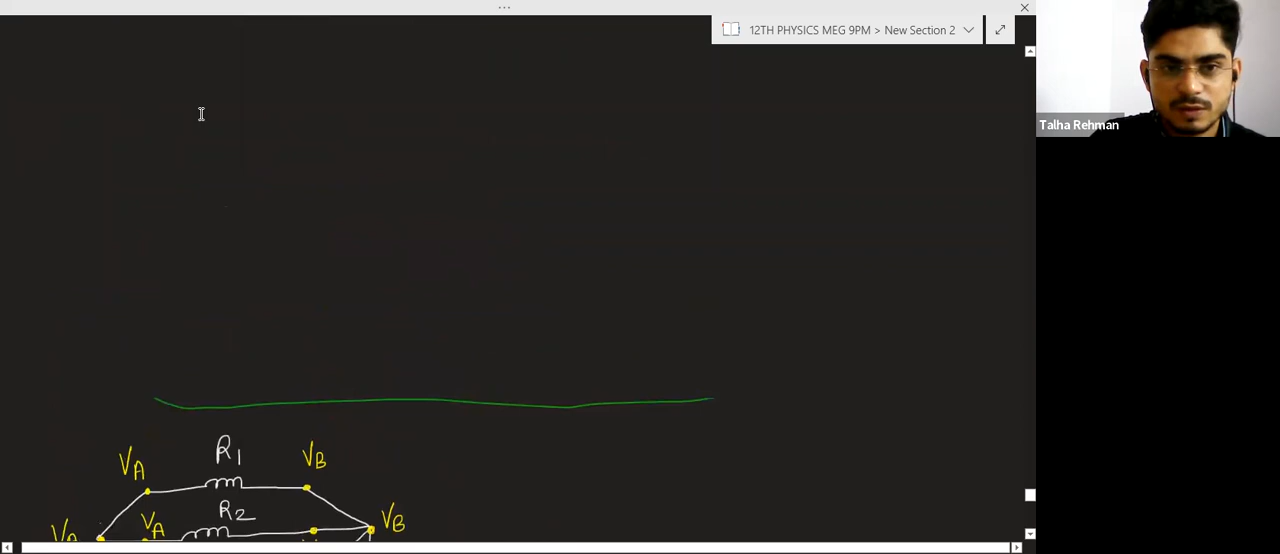 12TH PHYSICS MEG 9PM > New Section 2
Talha Rehman
R1
VA
VB
R2
VA
VA
VB